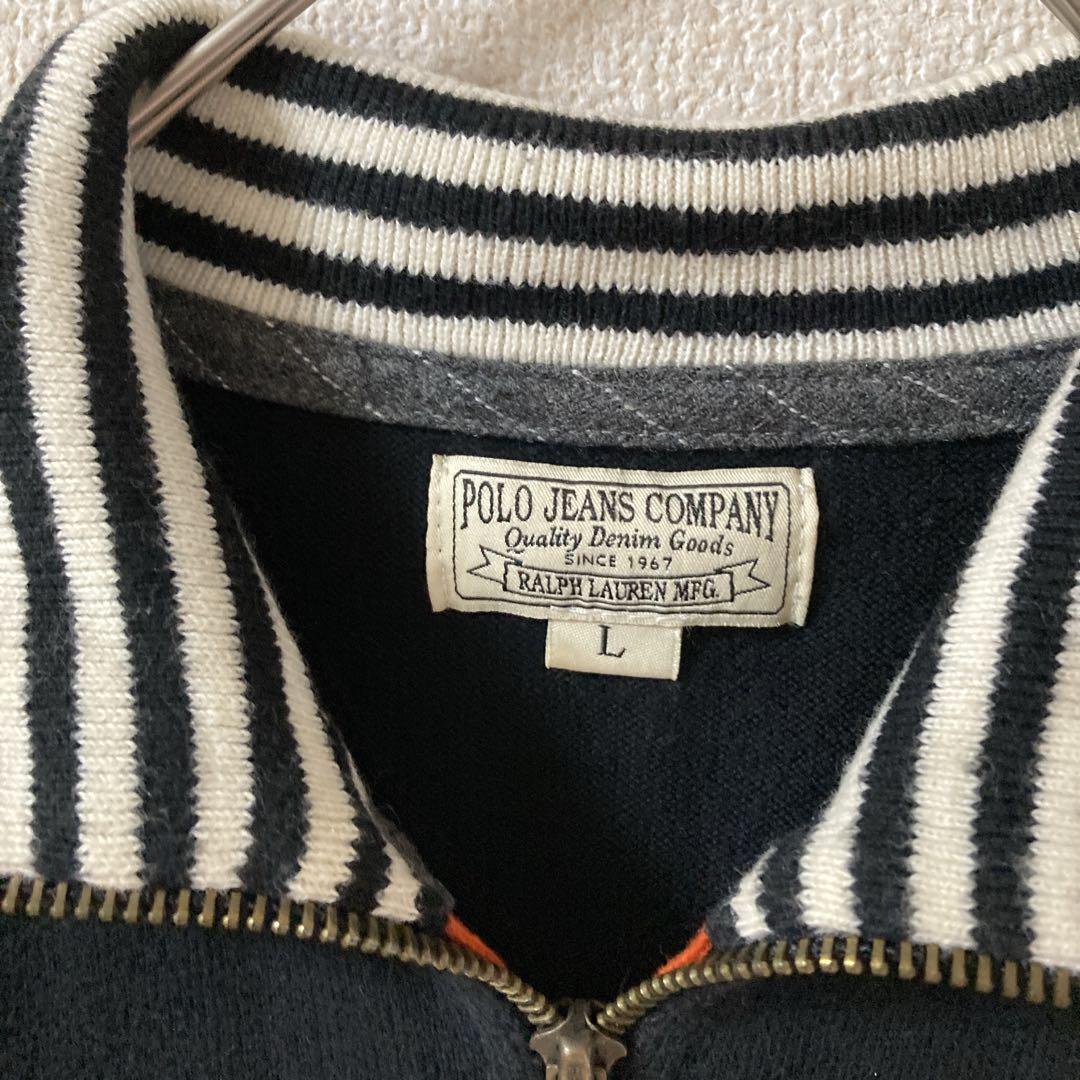 POLO JEANS COMPANY
Quality Denim Goods
SINCE 1967
RALPH LAUREN MFG.
L